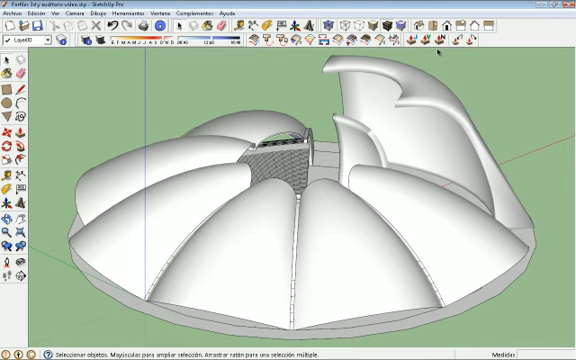 Perfiles 3d y auditorio video.skp - SketchUp Pro
Archivo Edición Ver Cámara Dibujo Herramientas Ventana Complementos Ayuda
Layer0
E F M A M J J A S O N D
Seleccionar objetos. Mayúsculas para ampliar selección. Arrastrar ratón para una selección múltiple.
Medidas